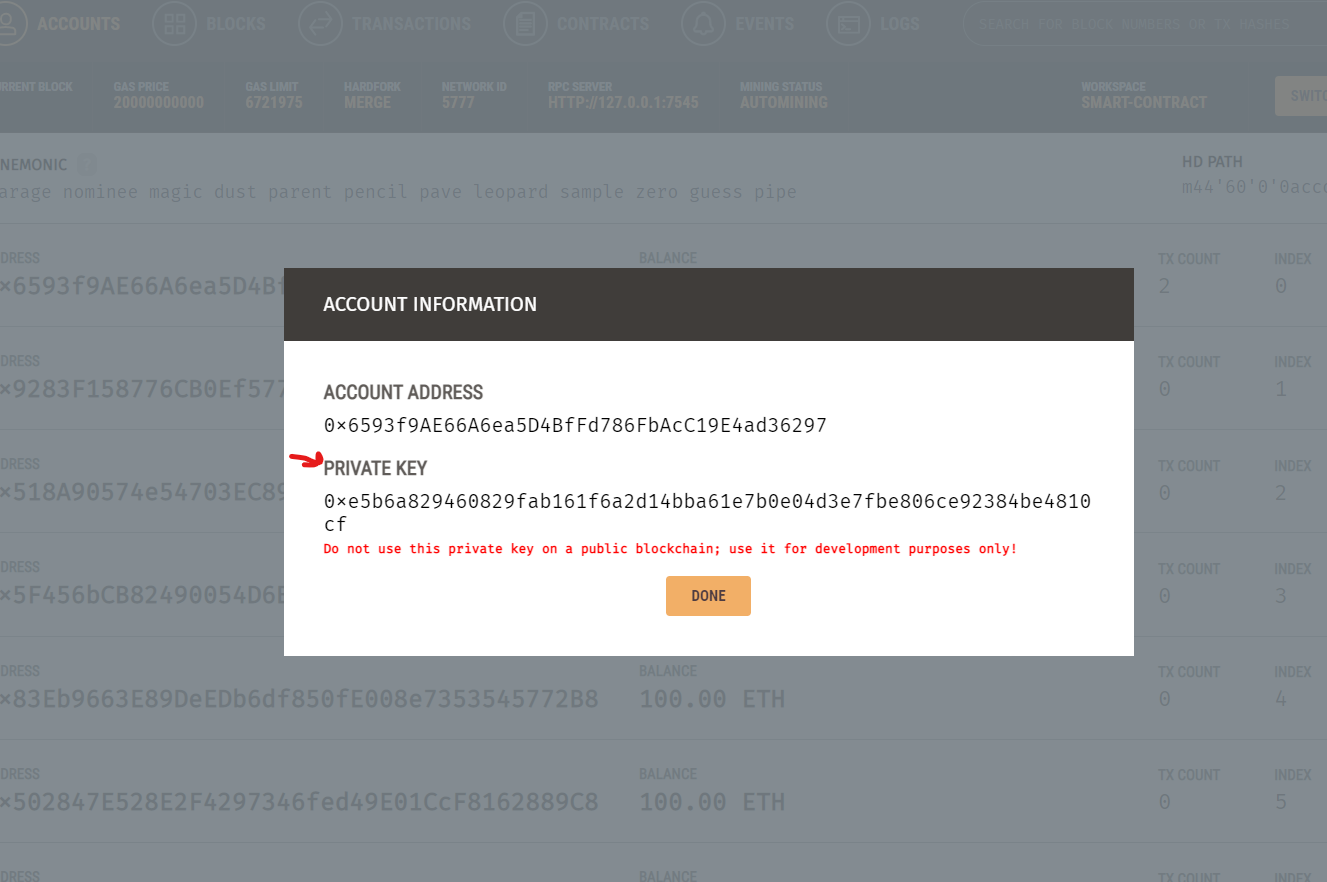 ACCOUNTS BLOCKS TRANSACTIONS CONTRACTS EVENTS LOGS SEARCH FOR BLOCK NUMBERS OR TX HASHES
RRENT BLOCK GAS PRICE GAS LIMIT HARDFORK NETWORK ID RPC SERVER MINING STATUS WORKSPACE
20000000000 6721975 MERGE 5777 HTTP://127.0.0.1:7545 AUTOMINING SMART-CONTRACT SWITC
NEMONIC ? HD PATH
arage nominee magic dust parent pencil pave leopard sample zero guess pipe m44'60'0'0acco
DRESS BALANCE TX COUNT INDEX
×6593f9AE66A6ea5D4Bf 2 0
ACCOUNT INFORMATION
DRESS TX COUNT INDEX
×9283F158776CB0Ef577 0 1
ACCOUNT ADDRESS
0×6593f9AE66A6ea5D4BfFd786FbAcC19E4ad36297
DRESS TX COUNT INDEX
×518A90574e54703EC89 0 2
PRIVATE KEY
0×e5b6a829460829fab161f6a2d14bba61e7b0e04d3e7fbe806ce92384be4810
cf
Do not use this private key on a public blockchain; use it for development purposes only!
DRESS TX COUNT INDEX
×5F456bCB82490054D6E 0 3
DONE
DRESS BALANCE TX COUNT INDEX
×83Eb9663E89DeEDb6df850fE008e7353545772B8 100.00 ETH 0 4
DRESS BALANCE TX COUNT INDEX
×502847E528E2F4297346fed49E01CcF8162889C8 100.00 ETH 0 5
DRESS BALANCE TX COUNT INDEX